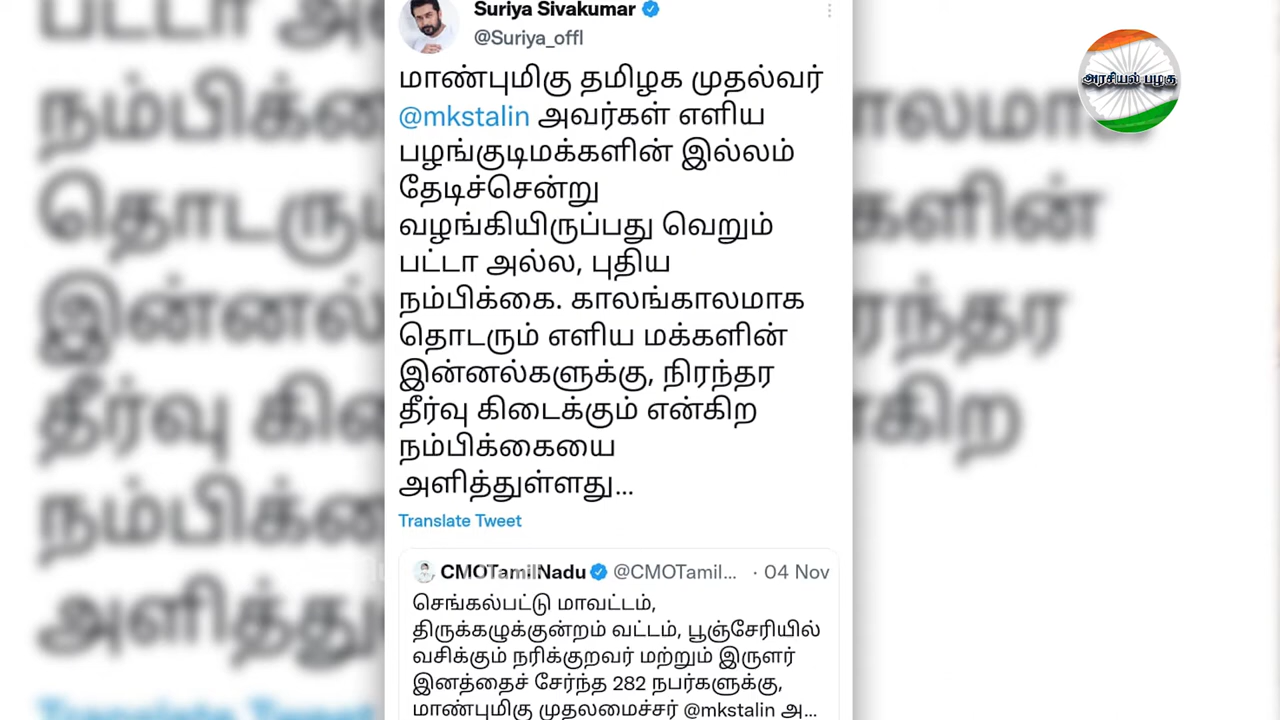 Suriya Sivakumar
@Suriya_offl
அரசியல் பழகு
மாண்புமிகு தமிழக முதல்வர்
@mkstalin அவர்கள் எளிய
பழங்குடிமக்களின் இல்லம்
தேடிச்சென்று
வழங்கியிருப்பது வெறும்
பட்டா அல்ல, புதிய
நம்பிக்கை. காலங்காலமாக
தொடரும் எளிய மக்களின்
இன்னல்களுக்கு, நிரந்தர
தீர்வு கிடைக்கும் என்கிற
நம்பிக்கையை
அளித்துள்ளது...
Translate Tweet
CMOTamilNadu @CMOTamil... · 04 Nov
செங்கல்பட்டு மாவட்டம்,
திருக்கழுக்குன்றம் வட்டம், பூஞ்சேரியில்
வசிக்கும் நரிக்குறவர் மற்றும் இருளர்
இனத்தைச் சேர்ந்த 282 நபர்களுக்கு,
மாண்புமிகு முதலமைச்சர் @mkstalin அ...